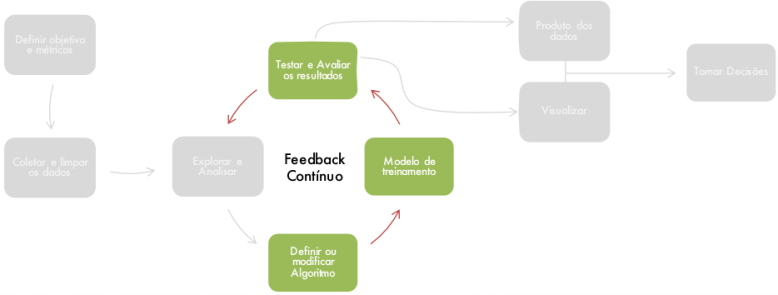 Definir objetivo
e métricas
Coletar e limpar
os dados
Explorar e
Analisar
Testar e Avaliar
os resultados
Feedback
Contínuo
Modelo de
treinamento
Definir ou
modificar
Algoritmo
Produto dos
dados
Visualizar
Tomar Decisões